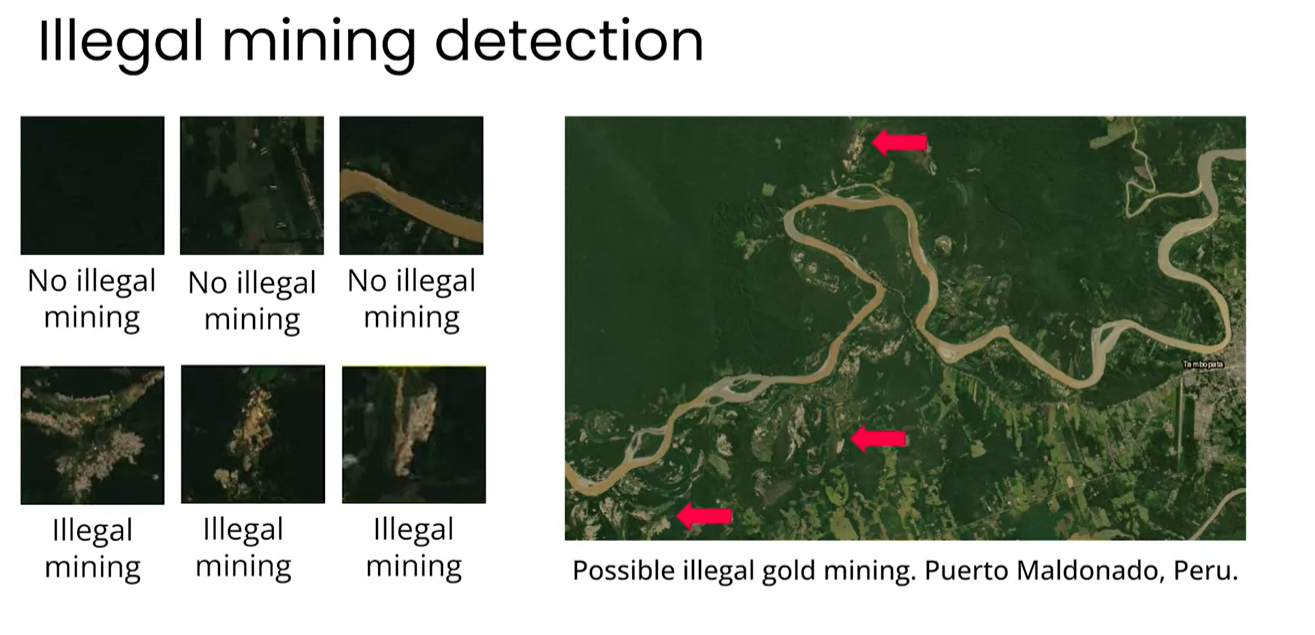 Illegal mining detection
No illegal
mining
No illegal
mining
No illegal
mining
Illegal
mining
Illegal
mining
Illegal
mining
Tambopata
Possible illegal gold mining. Puerto Maldonado, Peru.